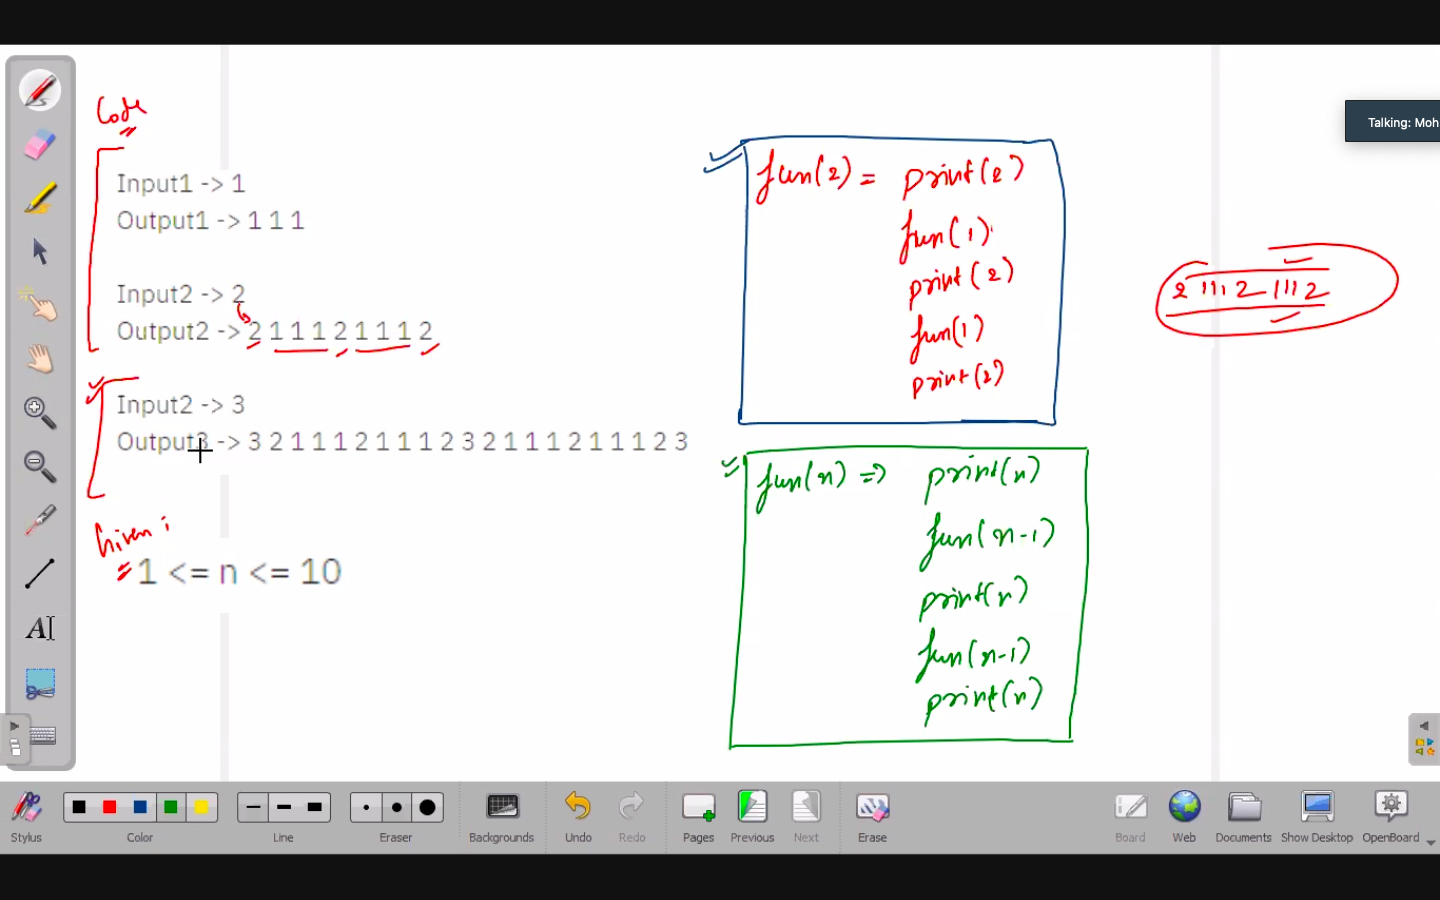 Talking: Moh
Code
Input1 -> 1
Output1 -> 1 1 1
Input2 -> 2
Output2 -> 2 1 1 1 2 1 1 1 2
Input2 -> 3
Output3 -> 3 2 1 1 1 2 1 1 1 2 3 2 1 1 1 2 1 1 1 2 3
Given :
1 <= n <= 10
fun(2) = print(2)
fun(1)
print(2)
fun(1)
print(2)
2 111 2 111 2
fun(n) => print(n)
fun(n-1)
print(n)
fun(n-1)
print(n)
Stylus
Color
Line
Eraser
Backgrounds
Undo
Redo
Pages
Previous
Next
Erase
Board
Web
Documents
Show Desktop
OpenBoard